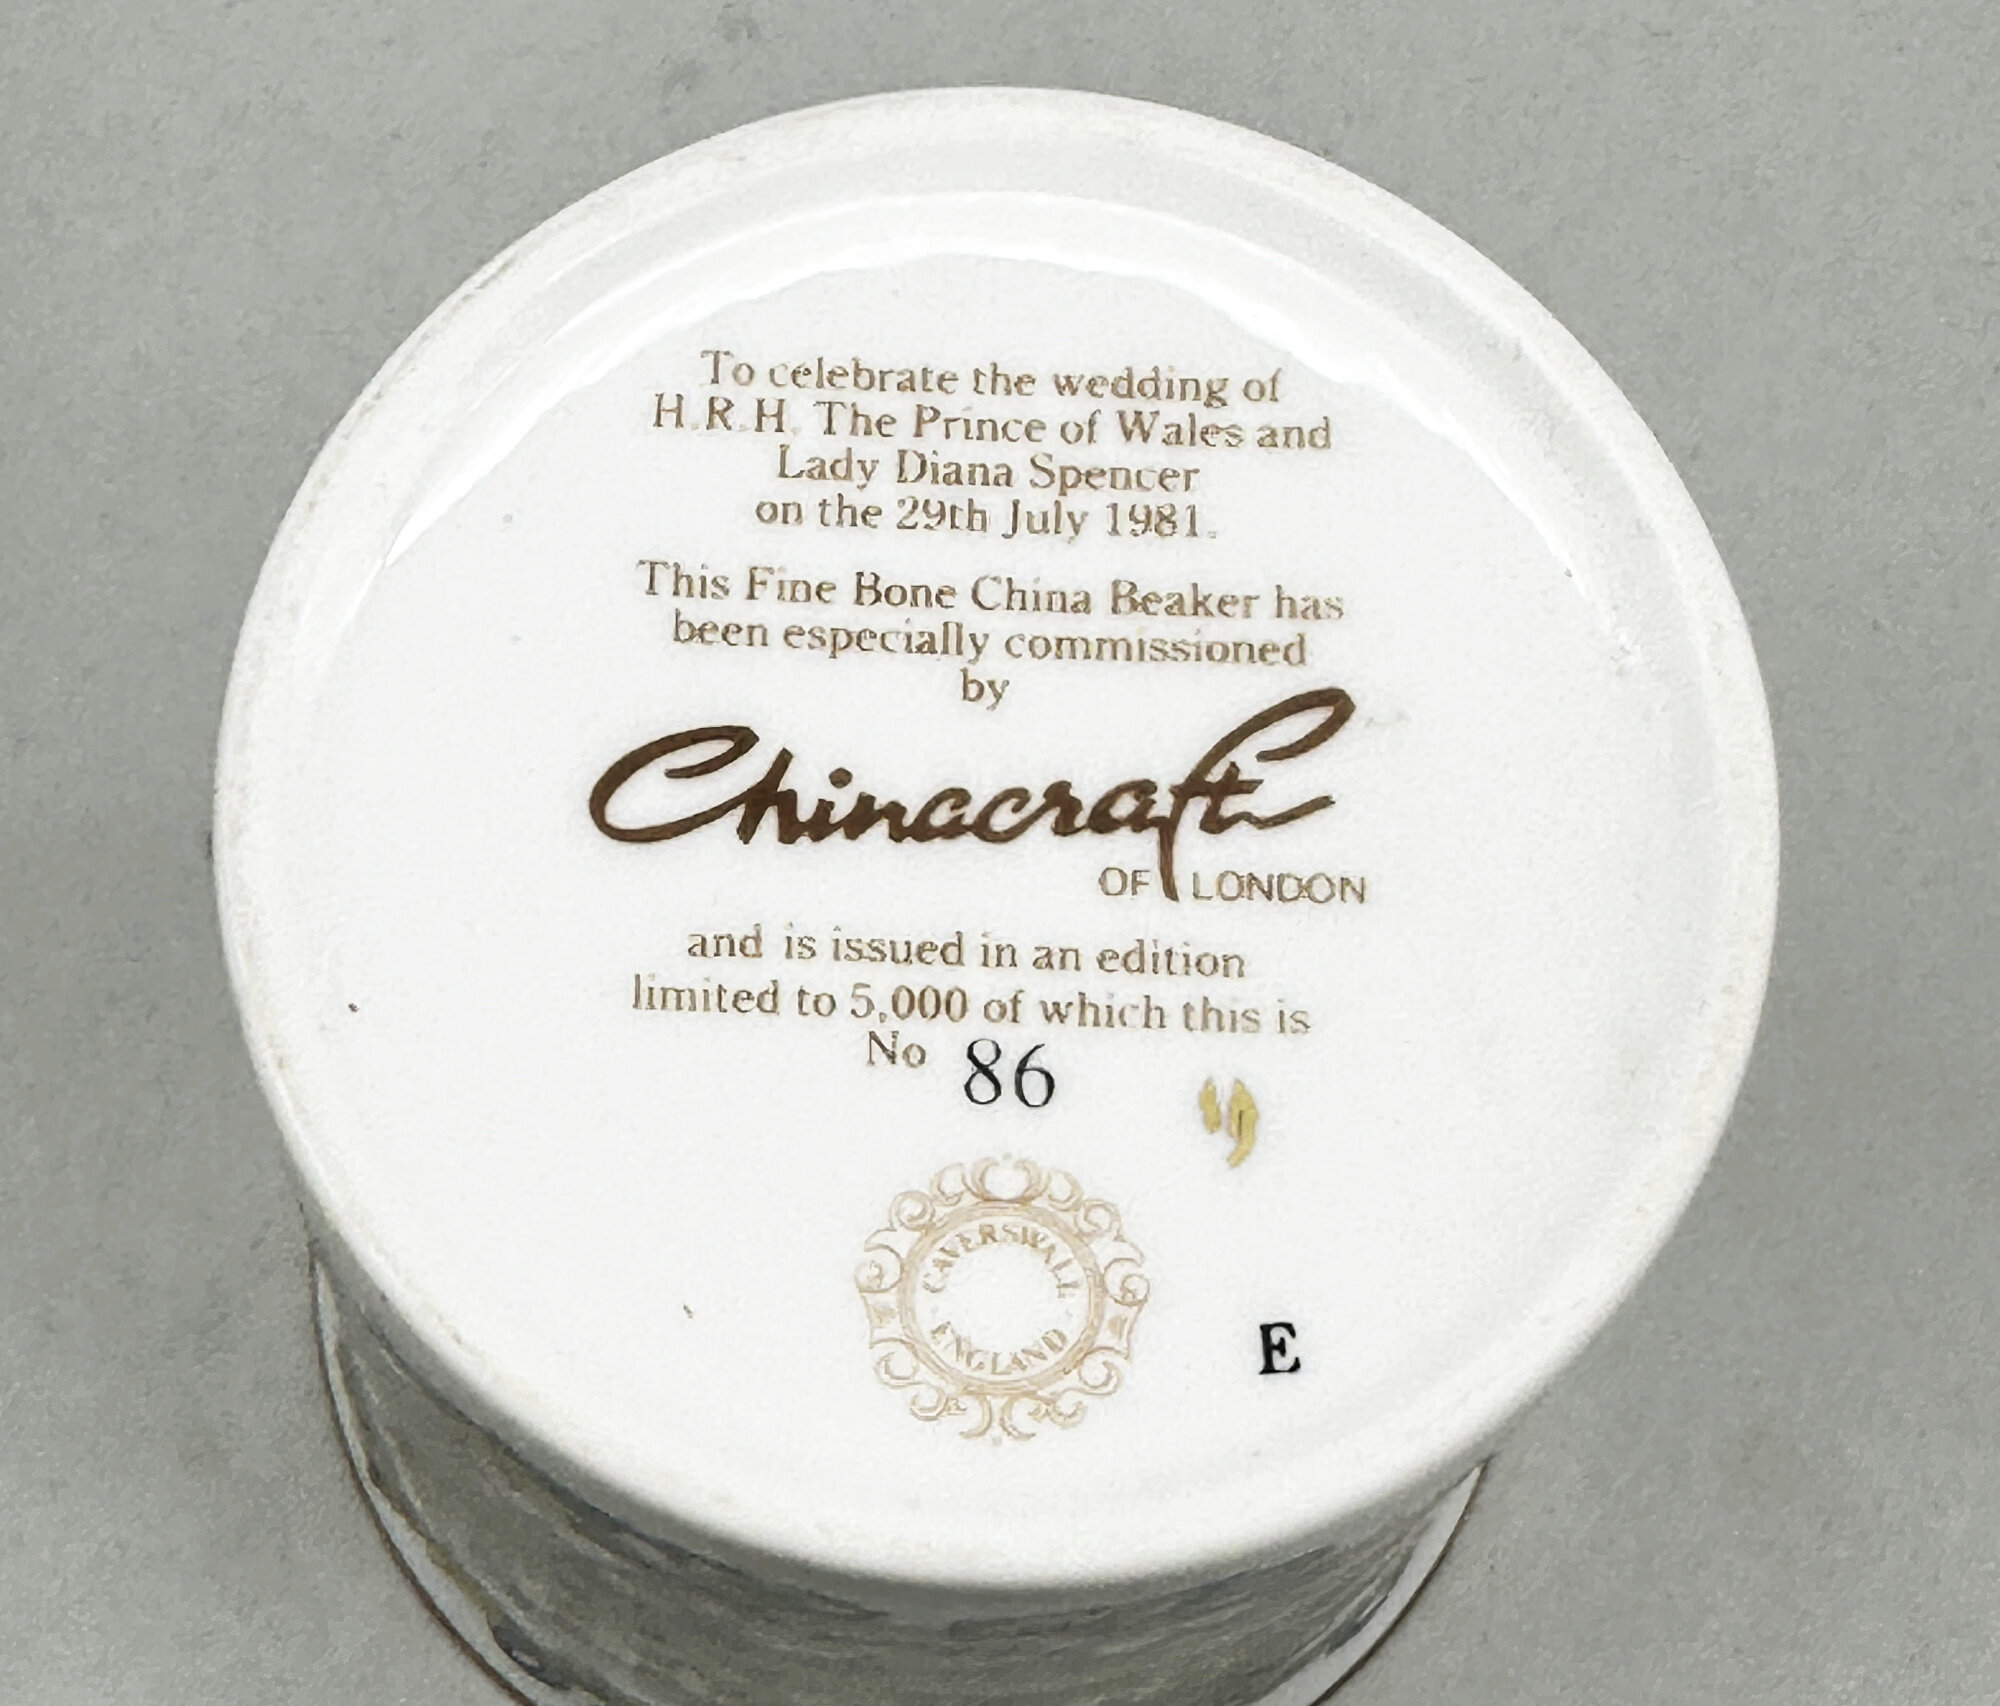 To celebrate the wedding of
H.R.H. The Prince of Wales and
Lady Diana Spencer
on the 29th July 1981.
This Fine Bone China Beaker has
been especially commissioned
by
Chinacraft
OF LONDON
and is issued in an edition
limited to 5,000 of which this is
No 86
CAVERSWALL
ENGLAND
E